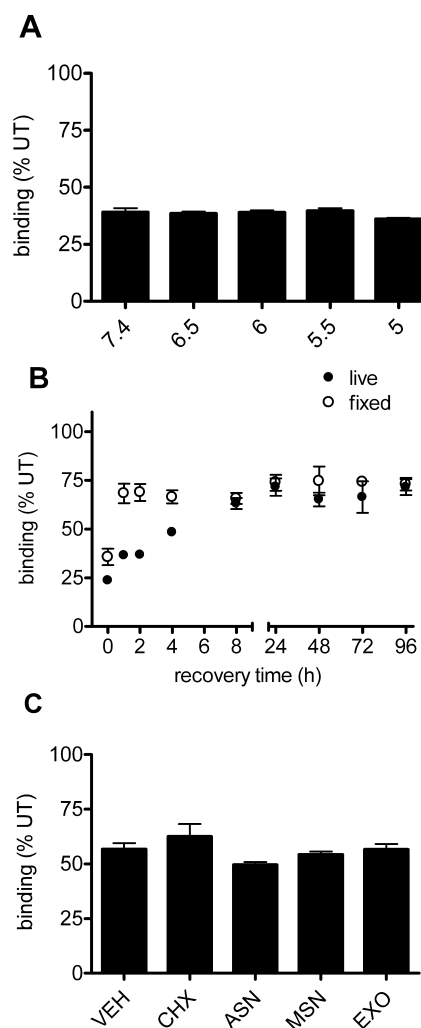 A
100
75
50
25
0
binding (% UT)
7.4 6.5 6 5.5 5
B
live
fixed
100
75
50
25
0
binding (% UT)
0 2 4 6 8 24 48 72 96
recovery time (h)
C
100
75
50
25
0
binding (% UT)
VEH CHX ASN MSN EXO